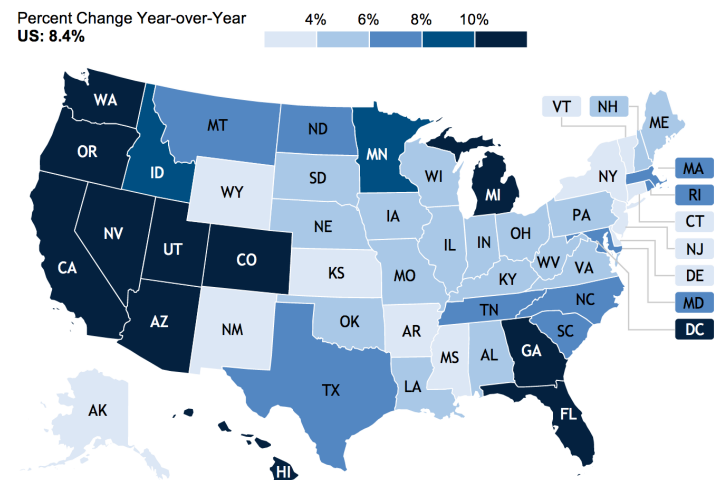 Percent Change Year-over-Year
US: 8.4%
4% 6% 8% 10%
WA
VT NH
ME
MT
ND
OR
MN
ID
WI
SD
NY
MA
WY
MI
RI
IA
PA
CT
NE
NV
OH
NJ
IL
IN
UT
CO
WV
CA
KS
MO
VA
DE
KY
NC
MD
TN
AZ
OK
NM
AR
SC
DC
GA
MS
AL
LA
TX
AK
FL
HI